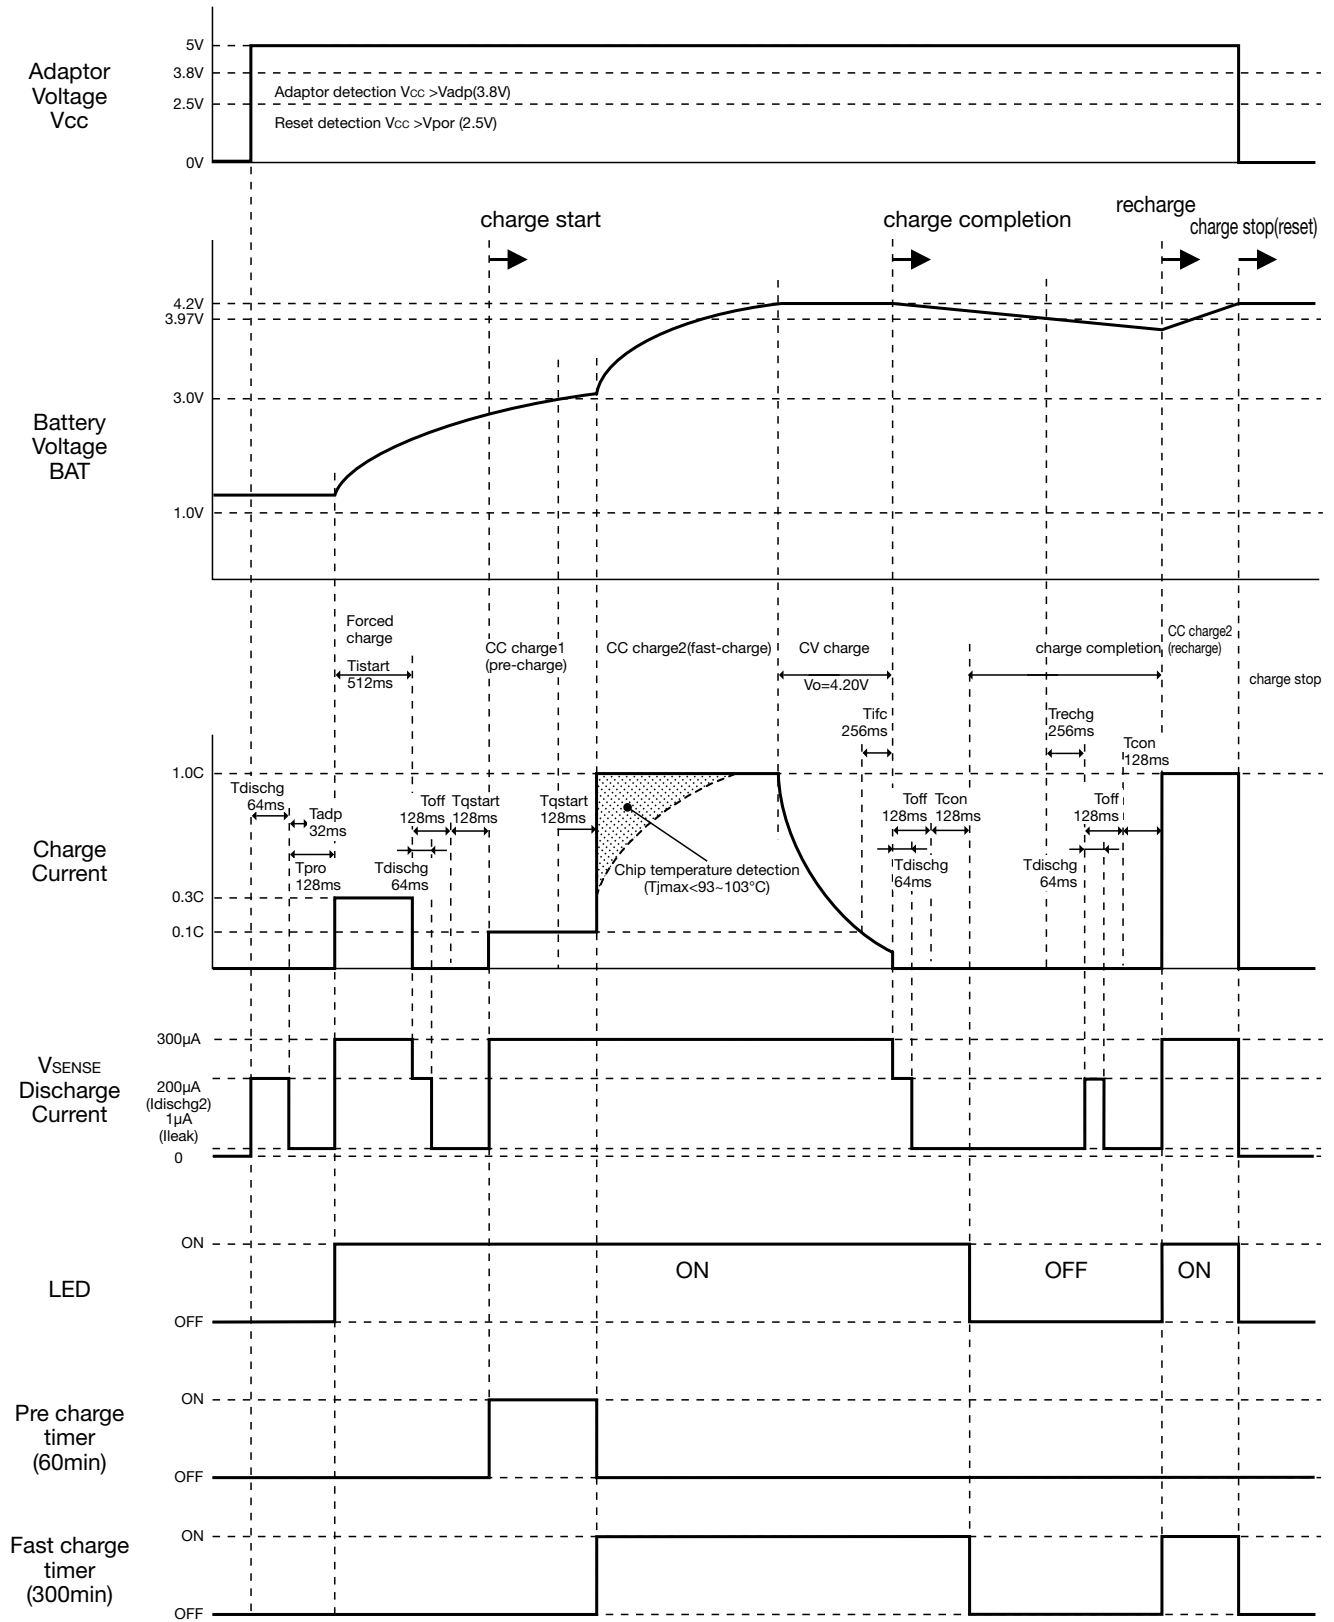 Adaptor
Voltage
Vcc
5V
3.8V
2.5V
0V
Adaptor detection Vcc >Vadp(3.8V)
Reset detection Vcc >Vpor (2.5V)
charge start
charge completion
recharge
charge stop(reset)
Battery
Voltage
BAT
4.2V
3.97V
3.0V
1.0V
Forced
charge
Tistart
512ms
CC charge1
(pre-charge)
CC charge2(fast-charge)
CV charge
Vo=4.20V
charge completion
CC charge2
(recharge)
charge stop
Charge
Current
1.0C
0.3C
0.1C
Tdischg
64ms
Tadp
32ms
Tpro
128ms
Toff
128ms
Tqstart
128ms
Tdischg
64ms
Tqstart
128ms
Chip temperature detection
(Tjmax<93~103°C)
Tifc
256ms
Toff
128ms
Tcon
128ms
Tdischg
64ms
Trechg
256ms
Tcon
128ms
Toff
128ms
Tdischg
64ms
VSENSE
Discharge
Current
300µA
200µA
(Idischg2)
1µA
(Ileak)
0
LED
ON
OFF
ON
OFF
ON
Pre charge
timer
(60min)
ON
OFF
Fast charge
timer
(300min)
ON
OFF